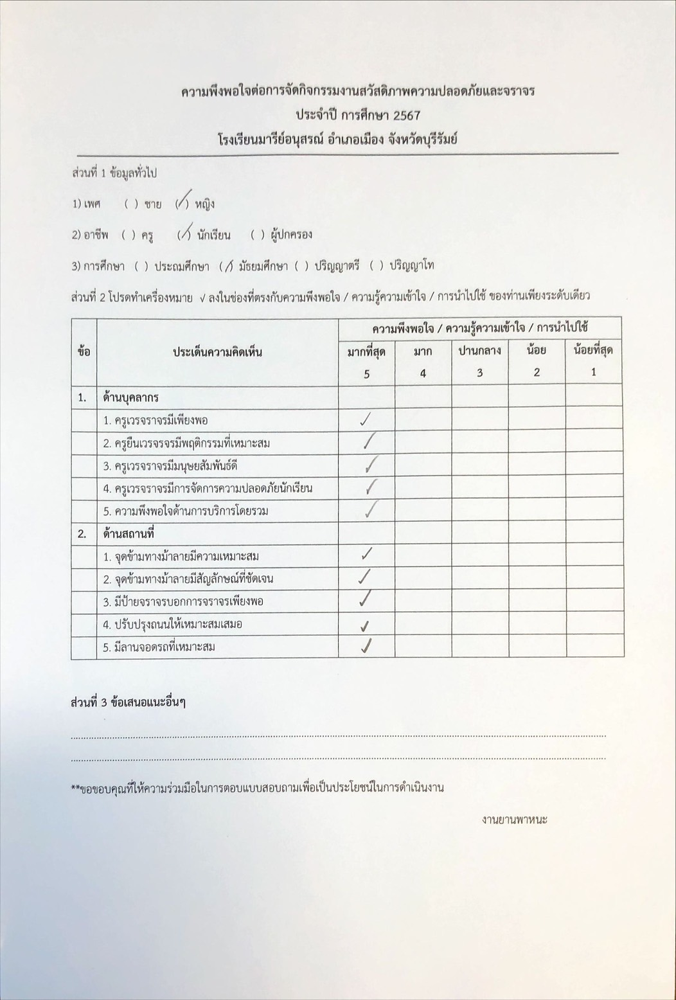 ความพึงพอใจต่อการจัดกิจกรรมงานสวัสดิภาพความปลอดภัยและจราจร
ประจำปี การศึกษา 2567
โรงเรียนมารีย์อนุสรณ์ อำเภอเมือง จังหวัดบุรีรัมย์
ส่วนที่ 1 ข้อมูลทั่วไป
1) เพศ ( ) ชาย (/) หญิง
2) อาชีพ ( ) ครู (/) นักเรียน ( ) ผู้ปกครอง
3) การศึกษา ( ) ประถมศึกษา (/) มัธยมศึกษา ( ) ปริญญาตรี ( ) ปริญญาโท
ส่วนที่ 2 โปรดทำเครื่องหมาย √ ลงในช่องที่ตรงกับความพึงพอใจ / ความรู้ความเข้าใจ / การนำไปใช้ ของท่านเพียงระดับเดียว
ความพึงพอใจ / ความรู้ความเข้าใจ / การนำไปใช้
ข้อ ประเด็นความคิดเห็น มากที่สุด มาก ปานกลาง น้อย น้อยที่สุด
5 4 3 2 1
1. ด้านบุคลากร
1. ครูเวรจราจรมีเพียงพอ ✓
2. ครูยืนเวรจรจรมีพฤติกรรมที่เหมาะสม ✓
3. ครูเวรจราจรมีมนุษยสัมพันธ์ดี ✓
4. ครูเวรจราจรมีการจัดการความปลอดภัยนักเรียน ✓
5. ความพึงพอใจด้านการบริการโดยรวม ✓
2. ด้านสถานที่
1. จุดข้ามทางม้าลายมีความเหมาะสม ✓
2. จุดข้ามทางม้าลายมีสัญลักษณ์ที่ชัดเจน ✓
3. มีป้ายจราจรบอกการจราจรเพียงพอ ✓
4. ปรับปรุงถนนให้เหมาะสมเสมอ ✓
5. มีลานจอดรถที่เหมาะสม ✓
ส่วนที่ 3 ข้อเสนอแนะอื่นๆ
**ขอขอบคุณที่ให้ความร่วมมือในการตอบแบบสอบถามเพื่อเป็นประโยชน์ในการดำเนินงาน
งานยานพาหนะ